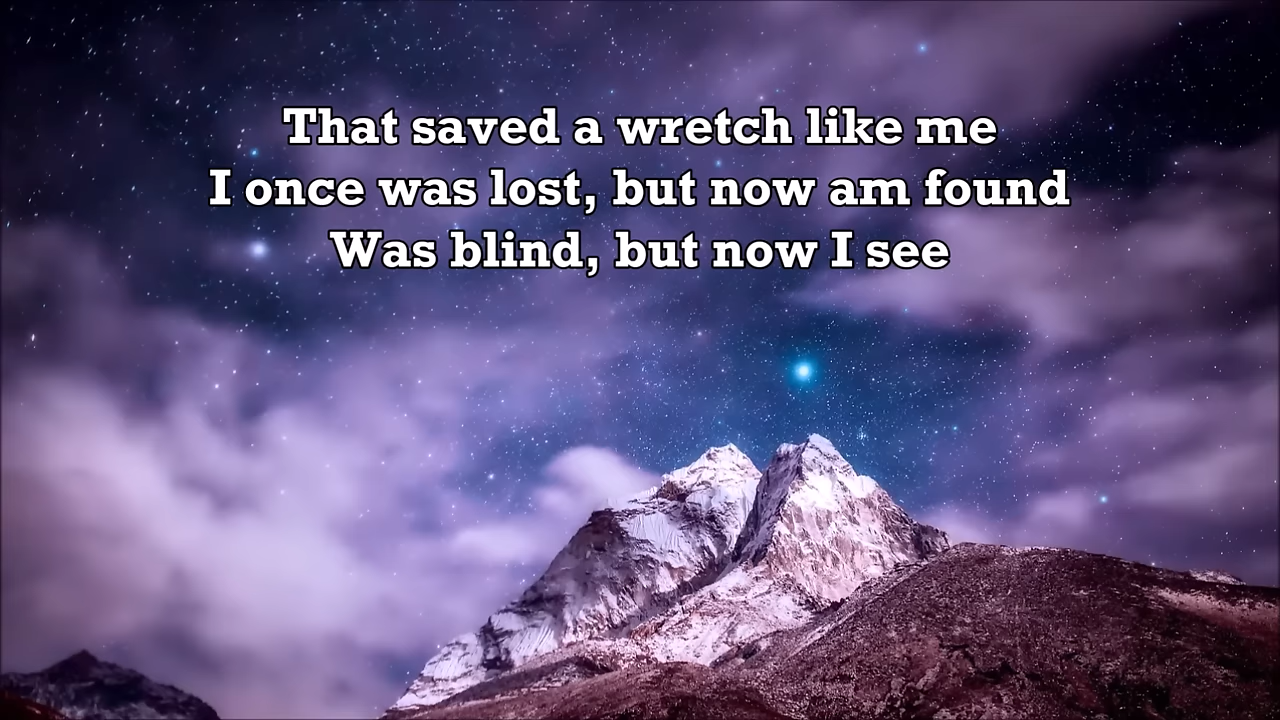 That saved a wretch like me
I once was lost, but now am found
Was blind, but now I see